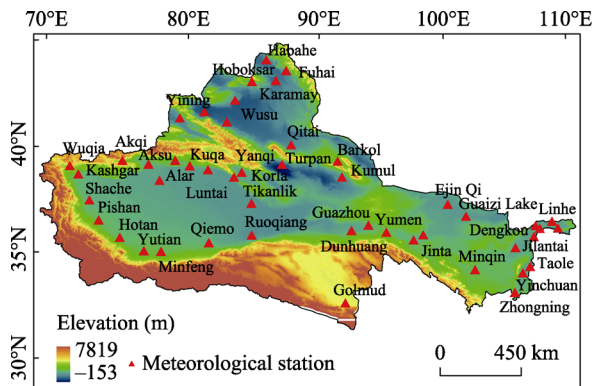 70°E 80°E 90°E 100°E 110°E
Habahe
Hoboksar Fuhai
Karamay
Yining Wusu
Qitai
40°N
Akqi
Wuqia Aksu Kuqa Yanqi Turpan Barkol
Kashgar Korla Kumul
Shache Alar Luntai Tikanlik
Ejin Qi
Pishan Guaizi Lake
Linhe
Hotan Qiemo Ruoqiang Guazhou Yumen Dengkou
Yutian Dunhuang Jinta Jilantai
35°N
Minfeng Minqin Taole
Yinchuan
Golmud
Zhongning
Elevation (m)
7819
−153
Meteorological station
0 450 km
30°N